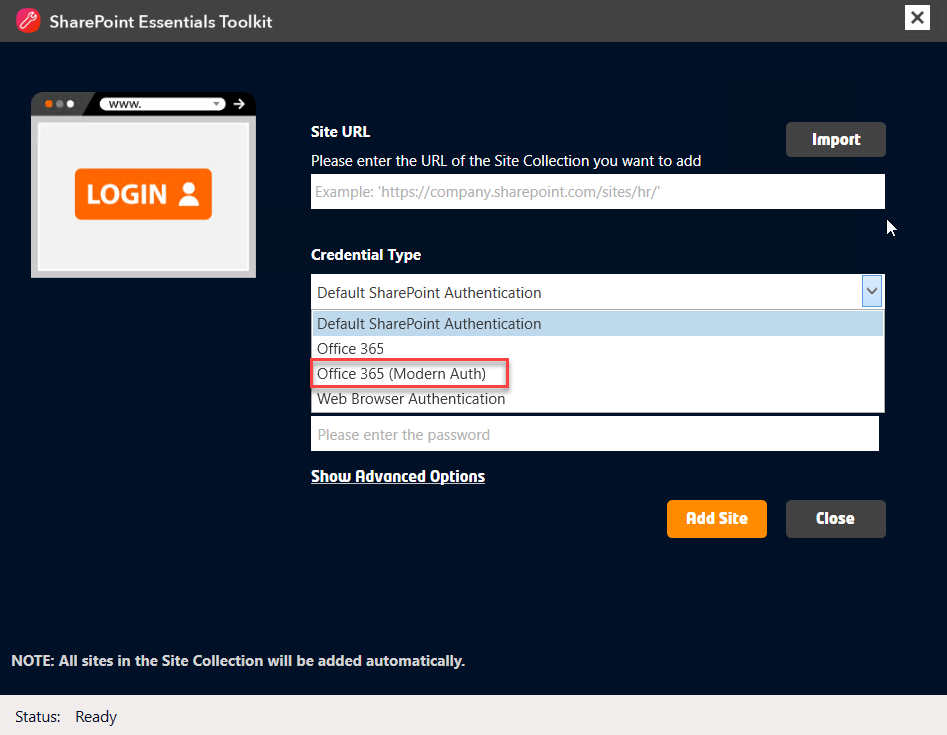 SharePoint Essentials Toolkit
www.
LOGIN
Site URL
Import
Please enter the URL of the Site Collection you want to add
Example: 'https://company.sharepoint.com/sites/hr/'
Credential Type
Default SharePoint Authentication
Default SharePoint Authentication
Office 365
Office 365 (Modern Auth)
Web Browser Authentication
Please enter the password
Show Advanced Options
Add Site
Close
NOTE: All sites in the Site Collection will be added automatically.
Status: Ready